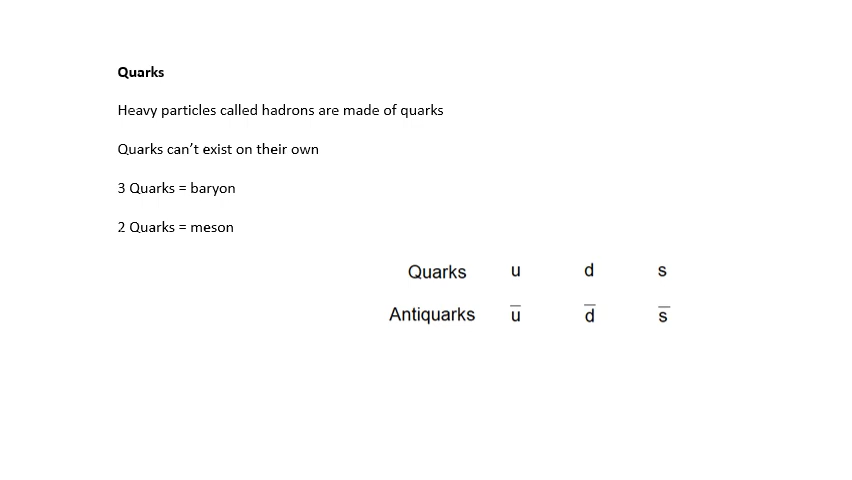 Quarks
Heavy particles called hadrons are made of quarks
Quarks can’t exist on their own
3 Quarks = baryon
2 Quarks = meson
Quarks u d s
Antiquarks u̅ d̅ s̅